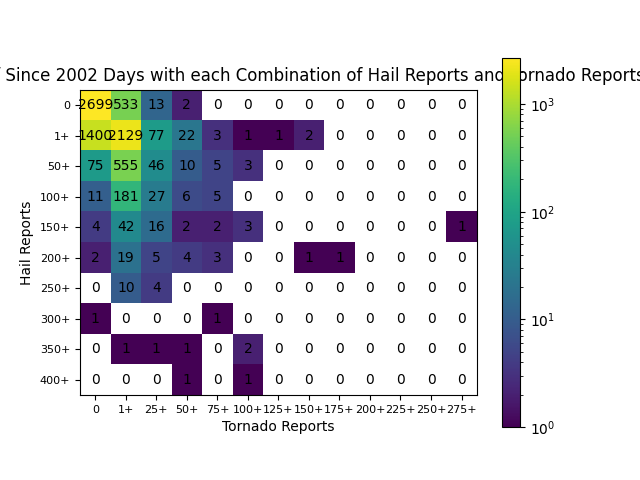 Since 2002 Days with each Combination of Hail Reports and Tornado Reports
0 2699 533 13 2 0 0 0 0 0 0 0 0 0
1+ 1400 2129 77 22 3 1 1 2 0 0 0 0 0
50+ 75 555 46 10 5 3 0 0 0 0 0 0 0
100+ 11 181 27 6 5 0 0 0 0 0 0 0 0
150+ 4 42 16 2 2 3 0 0 0 0 0 0 1
200+ 2 19 5 4 3 0 0 1 1 0 0 0 0
250+ 0 10 4 0 0 0 0 0 0 0 0 0 0
300+ 1 0 0 0 1 0 0 0 0 0 0 0 0
350+ 0 1 1 1 0 2 0 0 0 0 0 0 0
400+ 0 0 0 1 0 1 0 0 0 0 0 0 0
0 1+ 25+ 50+ 75+ 100+ 125+ 150+ 175+ 200+ 225+ 250+ 275+
Tornado Reports
Hail Reports
10³
10²
10¹
10⁰